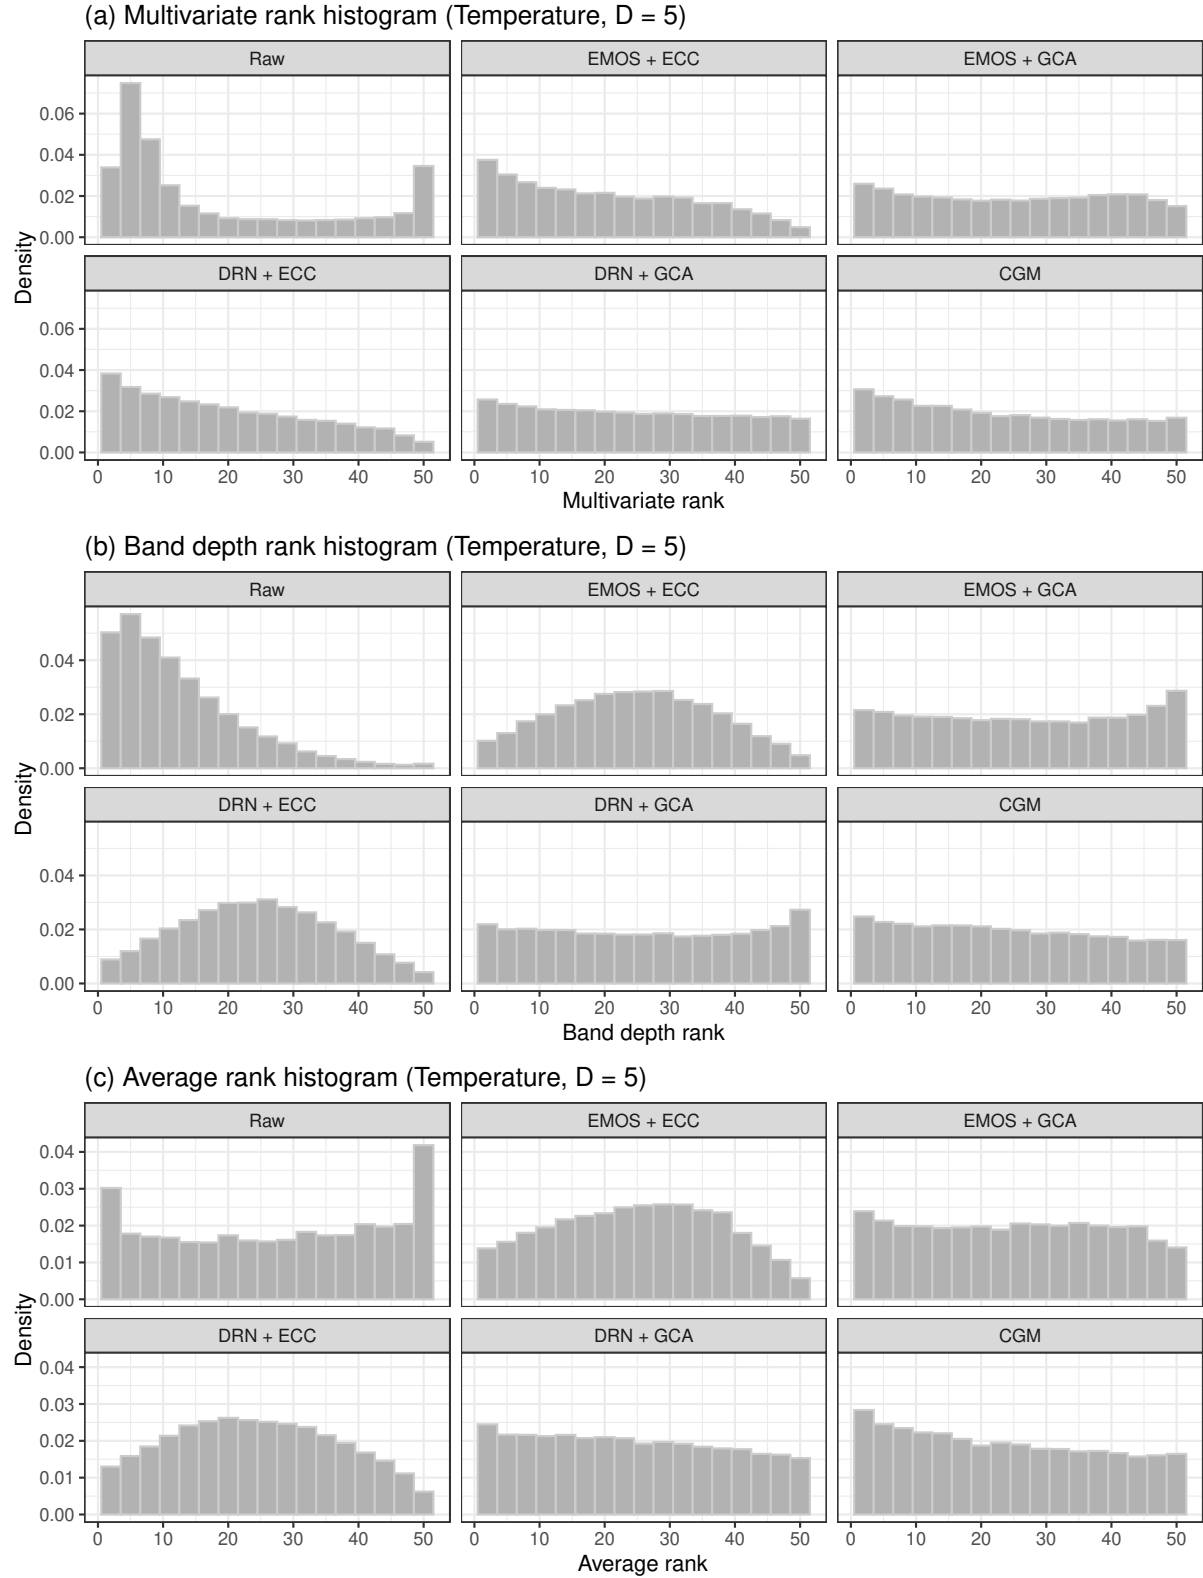 (a) Multivariate rank histogram (Temperature, D = 5)
Raw EMOS + ECC EMOS + GCA
0.06
0.04
0.02
0.00
Density
DRN + ECC DRN + GCA CGM
0.06
0.04
0.02
0.00
0 10 20 30 40 50 0 10 20 30 40 50 0 10 20 30 40 50
Multivariate rank
(b) Band depth rank histogram (Temperature, D = 5)
Raw EMOS + ECC EMOS + GCA
0.04
0.02
0.00
Density
DRN + ECC DRN + GCA CGM
0.04
0.02
0.00
0 10 20 30 40 50 0 10 20 30 40 50 0 10 20 30 40 50
Band depth rank
(c) Average rank histogram (Temperature, D = 5)
Raw EMOS + ECC EMOS + GCA
0.04
0.03
0.02
0.01
0.00
Density
DRN + ECC DRN + GCA CGM
0.04
0.03
0.02
0.01
0.00
0 10 20 30 40 50 0 10 20 30 40 50 0 10 20 30 40 50
Average rank